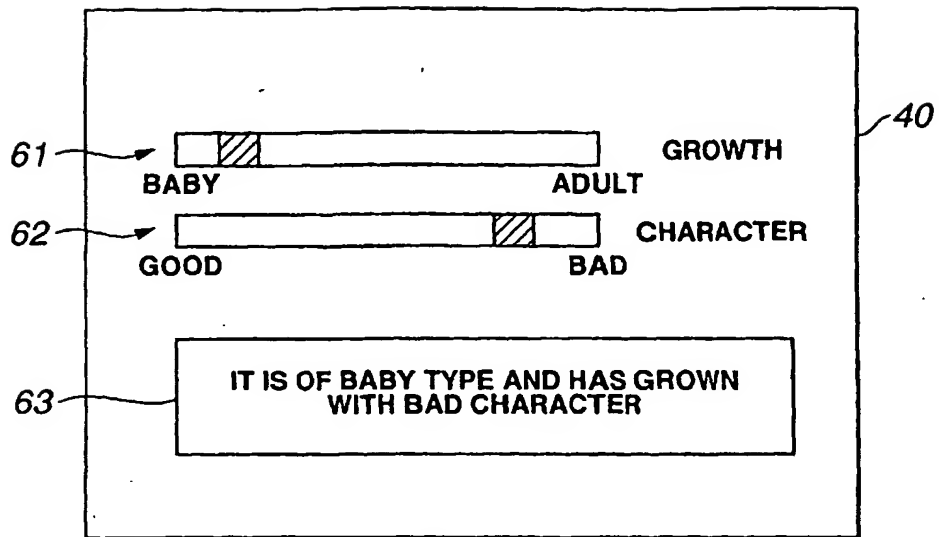 40
61
GROWTH
BABY
ADULT
62
CHARACTER
GOOD
BAD
63
IT IS OF BABY TYPE AND HAS GROWN
WITH BAD CHARACTER